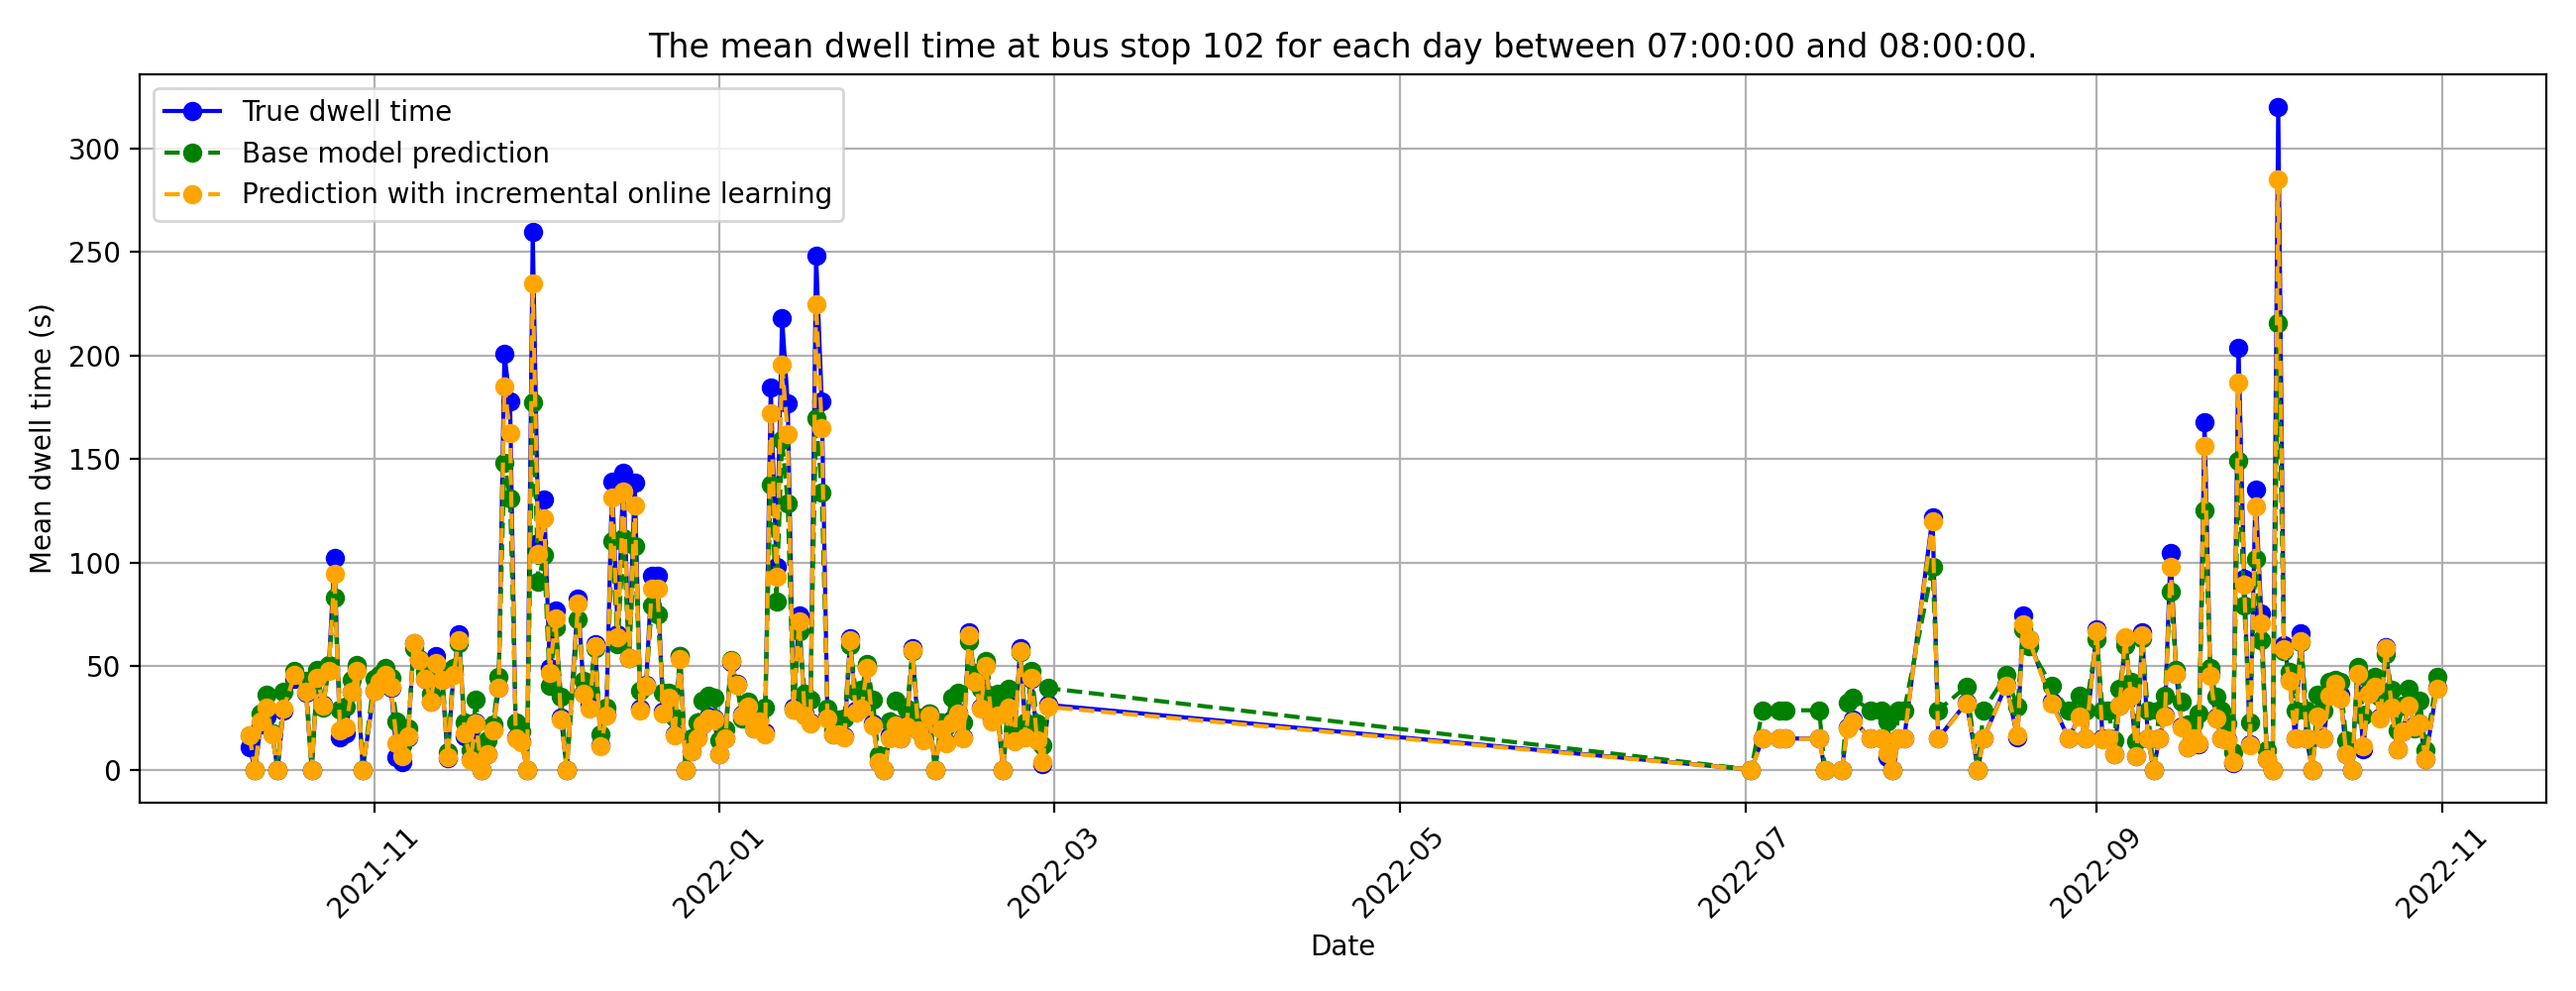 The mean dwell time at bus stop 102 for each day between 07:00:00 and 08:00:00.
True dwell time
Base model prediction
Prediction with incremental online learning
Mean dwell time (s)
300
250
200
150
100
50
0
2021-11
2022-01
2022-03
2022-05
2022-07
2022-09
2022-11
Date